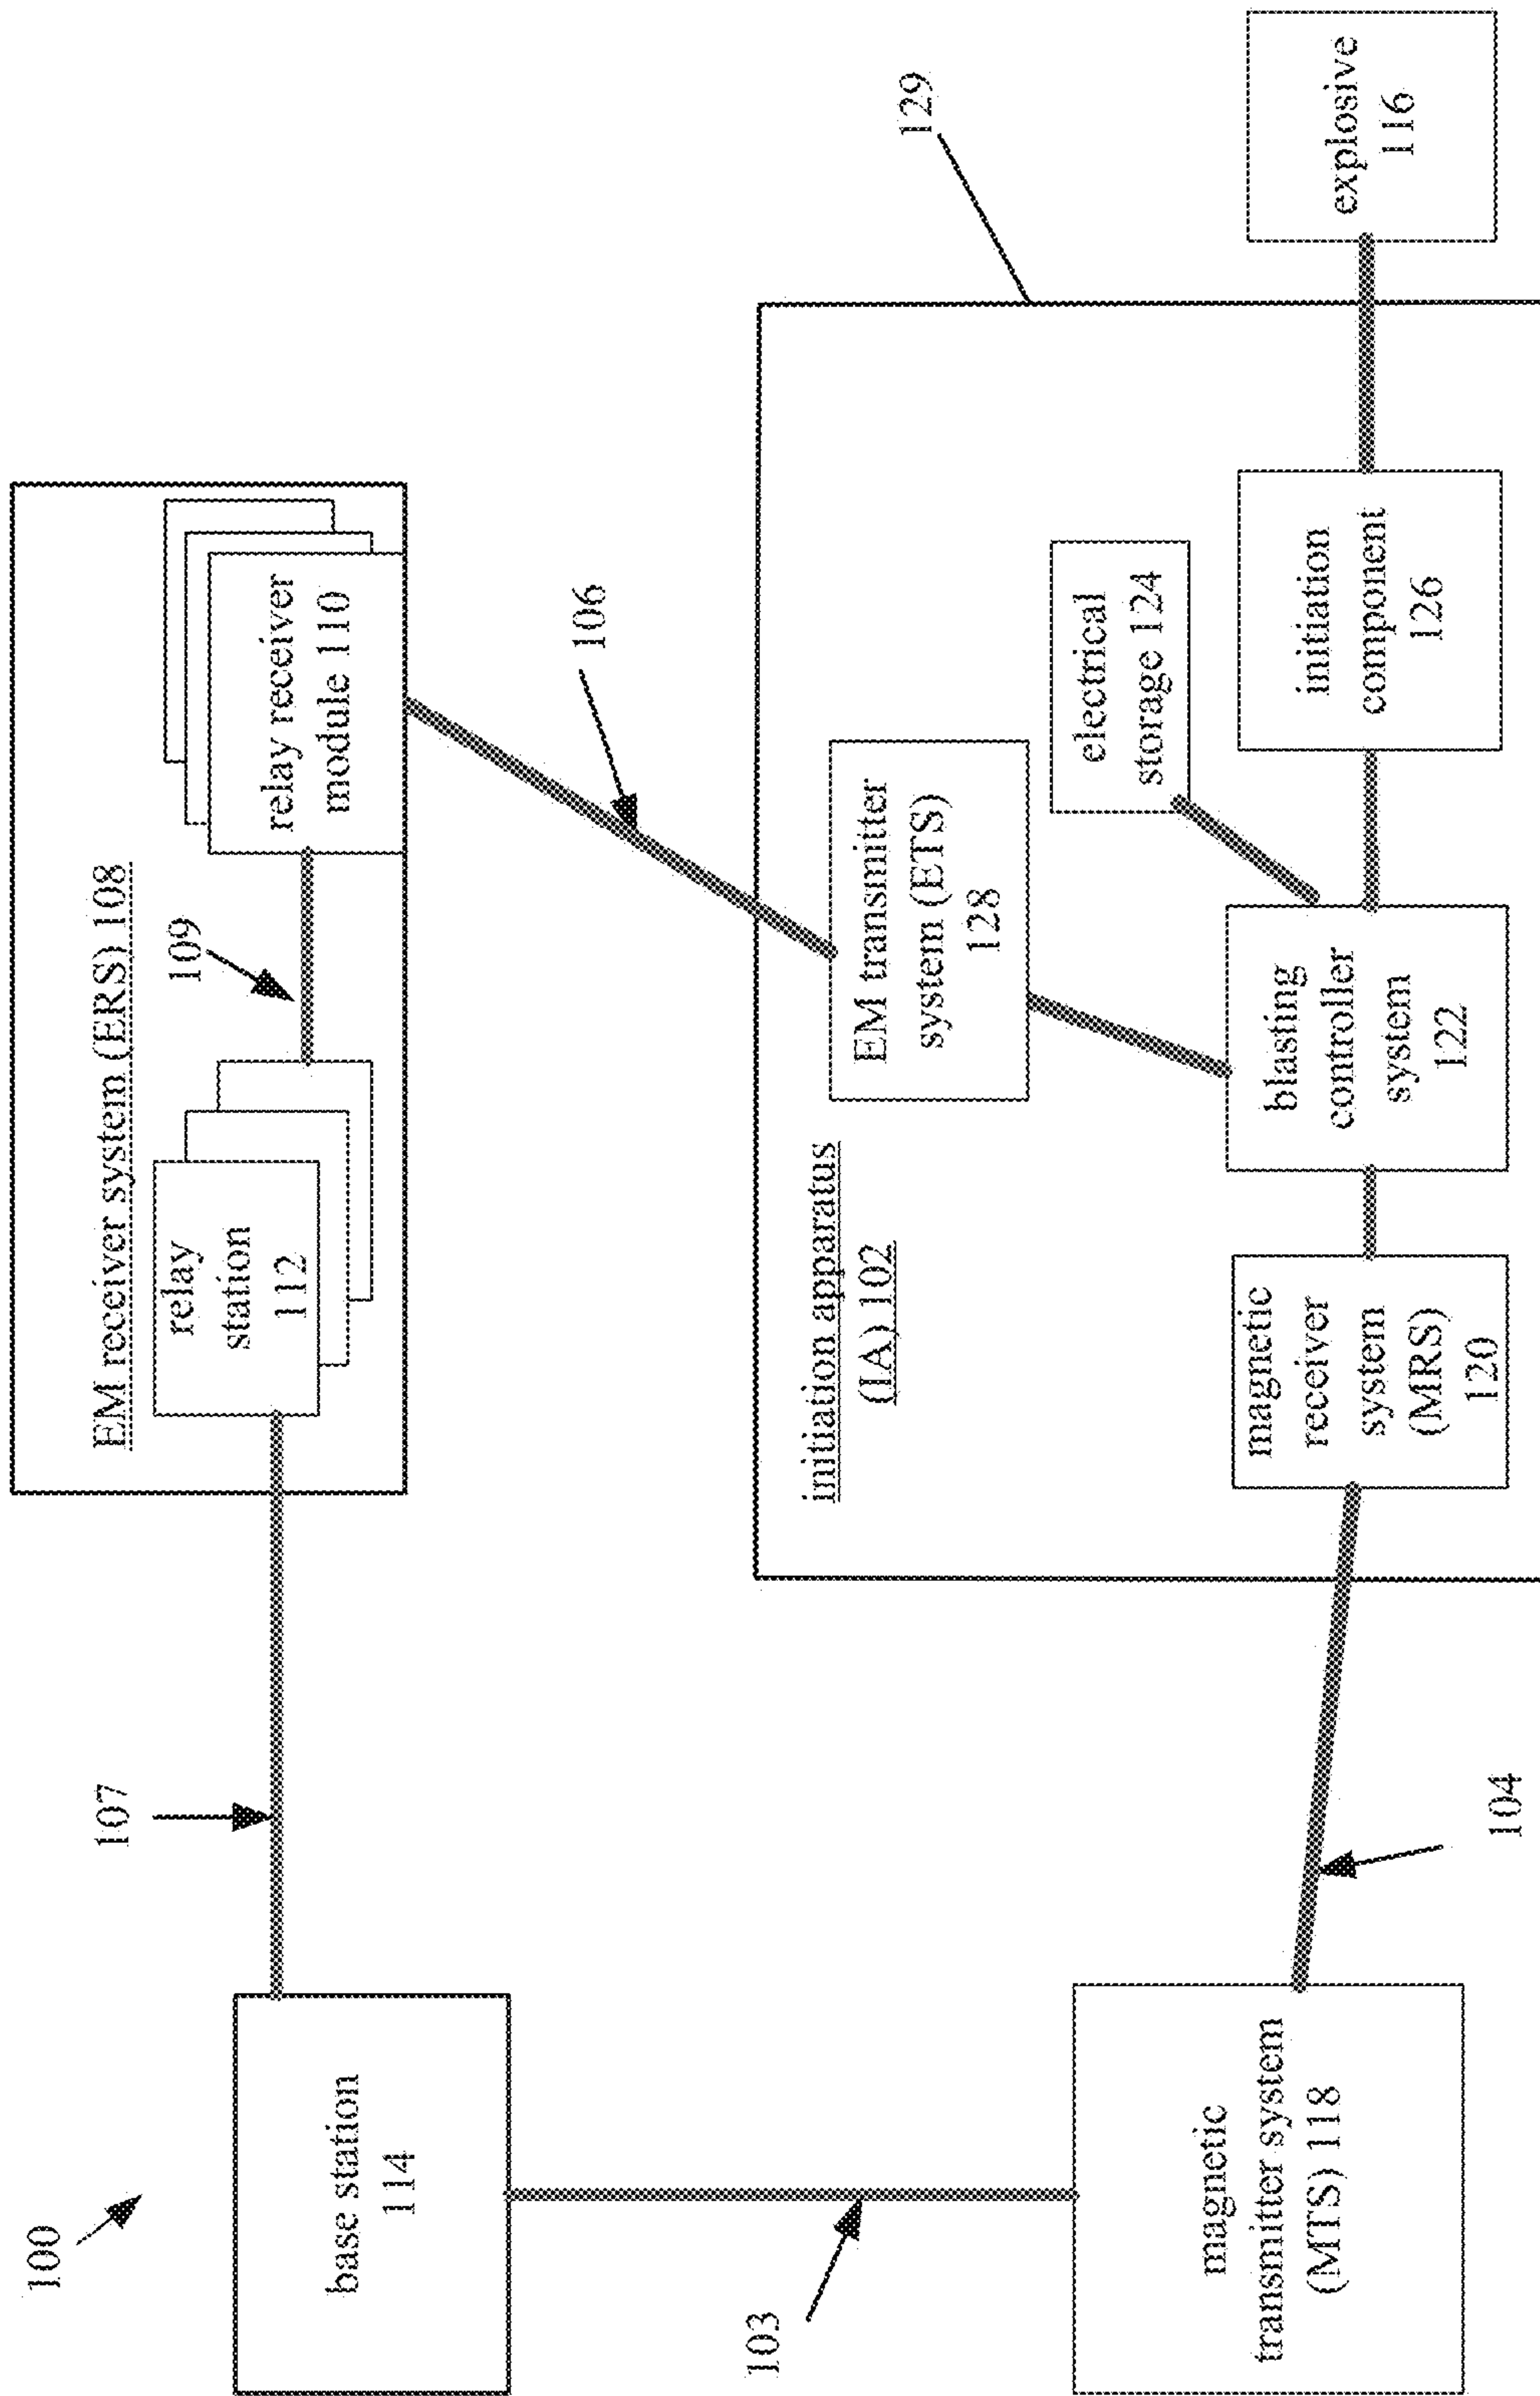 100
base station
114
103
magnetic
transmitter system
(MTS) 118
107
104
EM receiver system (ERS) 108
relay
station
112
109
relay receiver
module 110
106
initiation apparatus
(IA) 102
magnetic
receiver
system
(MRS)
120
EM transmitter
system (ETS)
128
blasting
controller
system
122
electrical
storage 124
initiation
component
126
129
explosive
116